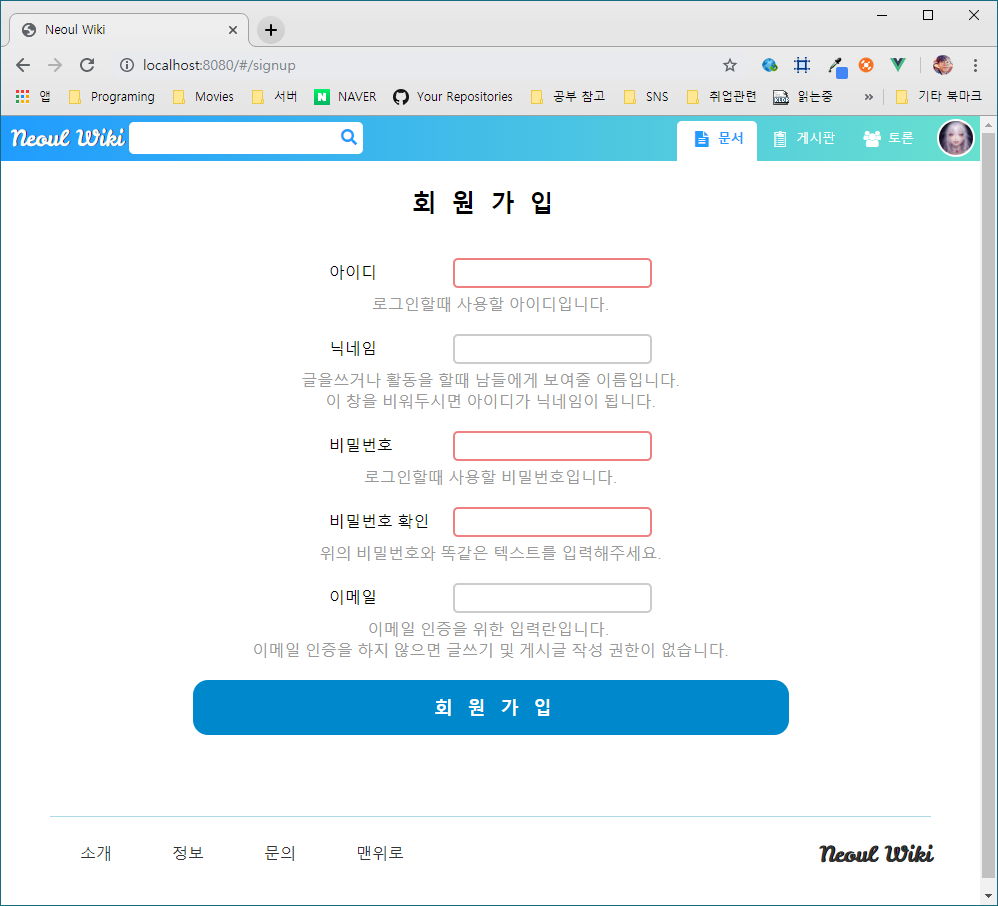 Neoul Wiki
localhost:8080/#/signup
앱 Programing Movies 서버 NAVER Your Repositories 공부 참고 SNS 취업관련 읽는중 » 기타 북마크
Neoul Wiki 문서 게시판 토론
회 원 가 입
아이디
로그인할때 사용할 아이디입니다.
닉네임
글을쓰거나 활동을 할때 남들에게 보여줄 이름입니다.
이 창을 비워두시면 아이디가 닉네임이 됩니다.
비밀번호
로그인할때 사용할 비밀번호입니다.
비밀번호 확인
위의 비밀번호와 똑같은 텍스트를 입력해주세요.
이메일
이메일 인증을 위한 입력란입니다.
이메일 인증을 하지 않으면 글쓰기 및 게시글 작성 권한이 없습니다.
회 원 가 입
소개 정보 문의 맨위로 Neoul Wiki